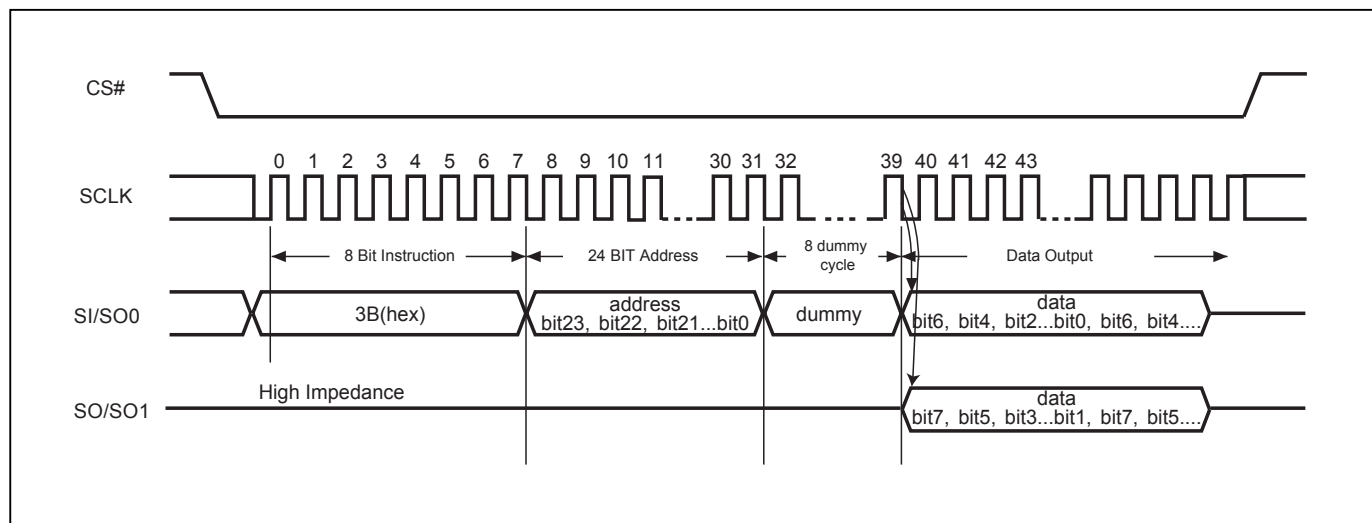 CS#
0 1 2 3 4 5 6 7 8 9 10 11 30 31 32 39 40 41 42 43
SCLK
8 Bit Instruction
24 BIT Address
8 dummy
cycle
Data Output
SI/SO0
3B(hex)
address
bit23, bit22, bit21...bit0
dummy
data
bit6, bit4, bit2...bit0, bit6, bit4....
High Impedance
SO/SO1
data
bit7, bit5, bit3...bit1, bit7, bit5....